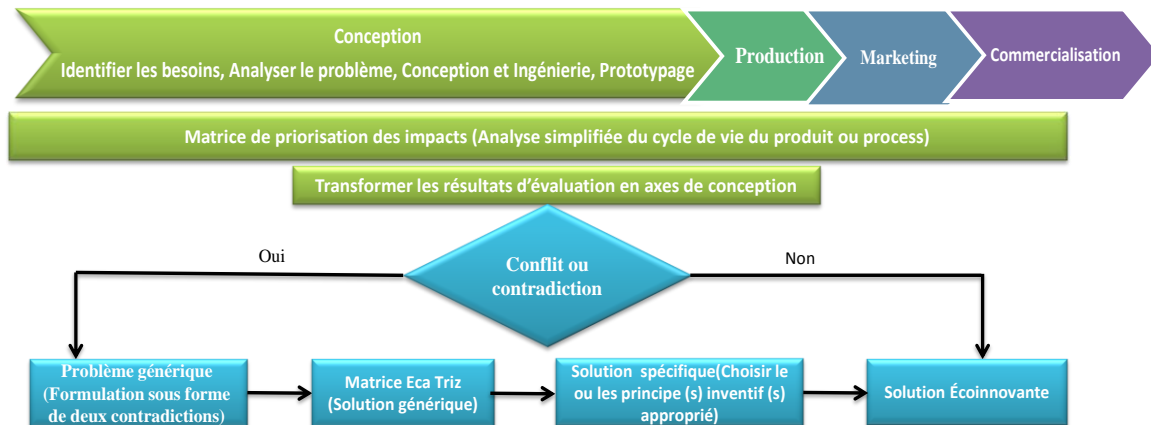 Conception
Identifier les besoins, Analyser le problème, Conception et Ingénierie, Prototypage
Production
Marketing
Commercialisation
Matrice de priorisation des impacts (Analyse simplifiée du cycle de vie du produit ou process)
Transformer les résultats d’évaluation en axes de conception
Oui
Conflit ou
contradiction
Non
Problème générique
(Formulation sous forme
de deux contradictions)
Matrice Eca Triz
(Solution générique)
Solution spécifique(Choisir le
ou les principe (s) inventif (s)
approprié)
Solution Écoinnovante